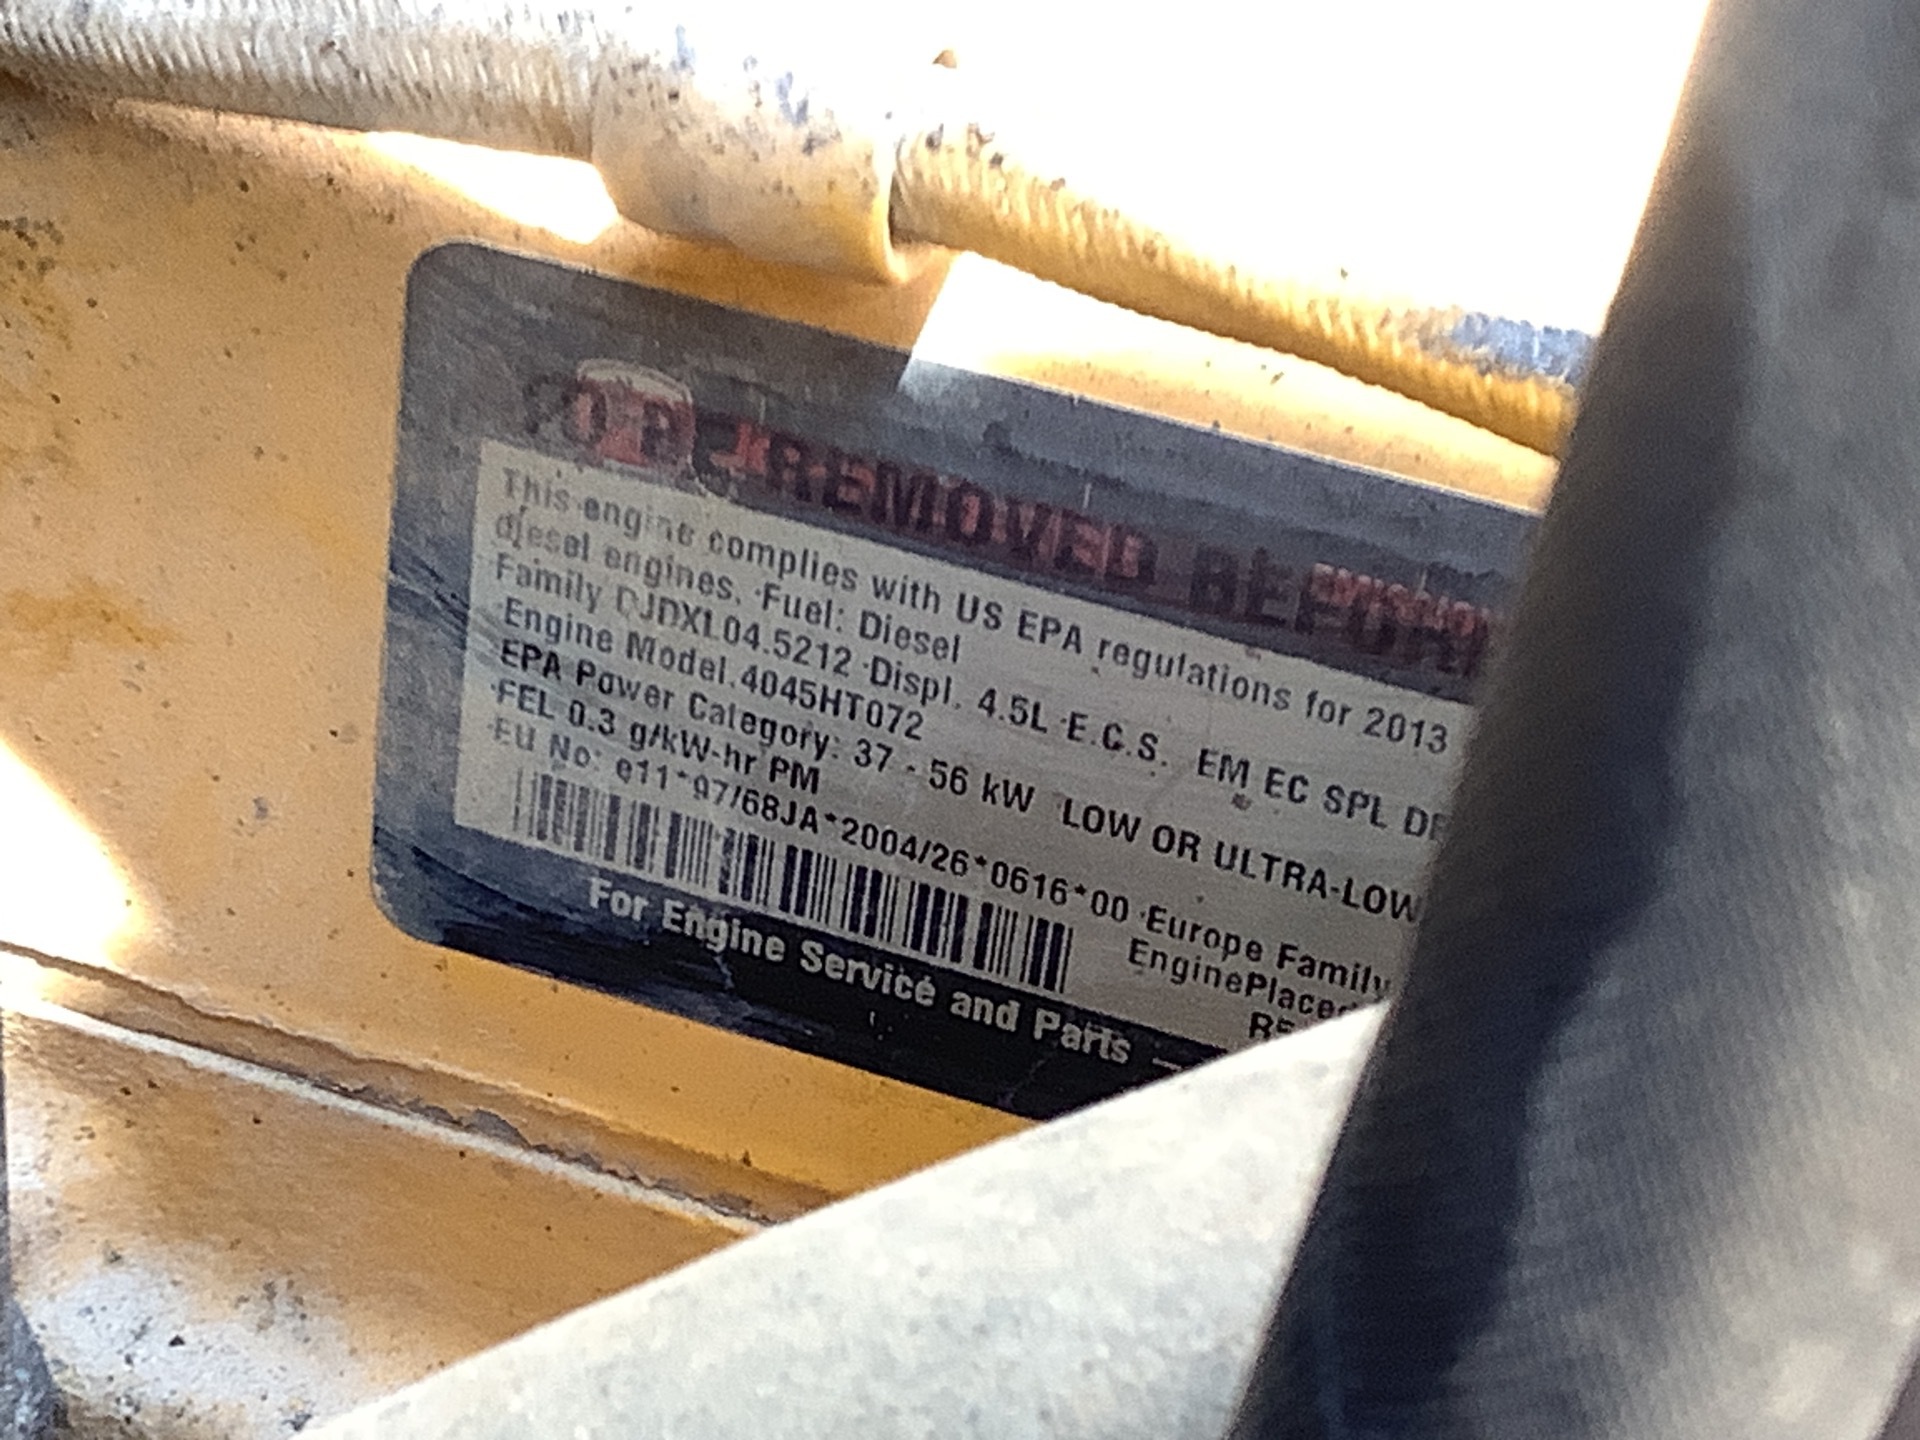 REMOVED BEFOR
This engine complies with US EPA regulations for 2013
diesel engines. Fuel: Diesel
Family DJDXL04.5212 Displ. 4.5L E.C.S. EM EC SPL
Engine Model 4045HT072
EPA Power Category: 37 - 56 kW LOW OR ULTRA-LOW
FEL 0.3 g/kW-hr PM
EU No: e11*97/68JA*2004/26*0616*00 Europe Family
EnginePlaced
For Engine Service and Parts —